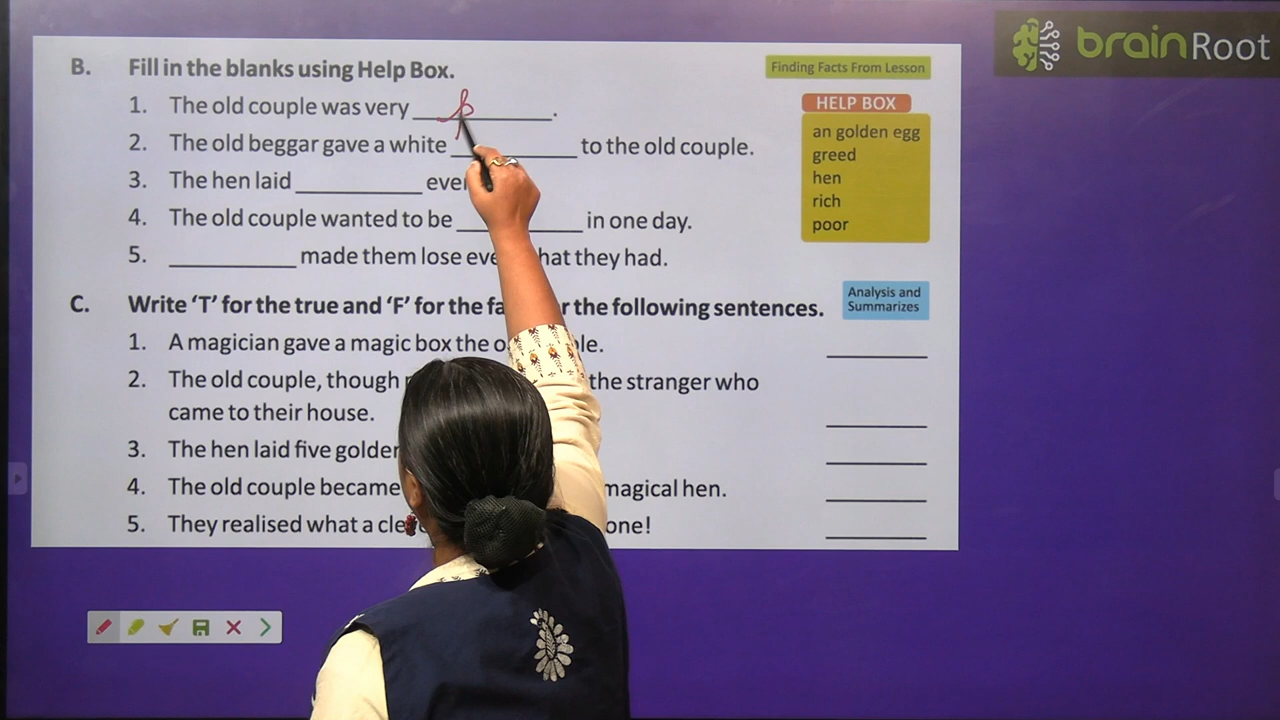 brainRoot
B. Fill in the blanks using Help Box.
Finding Facts From Lesson
1. The old couple was very p____________.
2. The old beggar gave a white ____________ to the old couple.
3. The hen laid ____________ eve
4. The old couple wanted to be ____________ in one day.
5. ____________ made them lose eve hat they had.
HELP BOX
an golden egg
greed
hen
rich
poor
C. Write ‘T’ for the true and ‘F’ for the fa r the following sentences.
Analysis and
Summarizes
1. A magician gave a magic box the o le. ____________
2. The old couple, though the stranger who
came to their house. ____________
3. The hen laid five golden ____________
4. The old couple became magical hen. ____________
5. They realised what a cle one! ____________